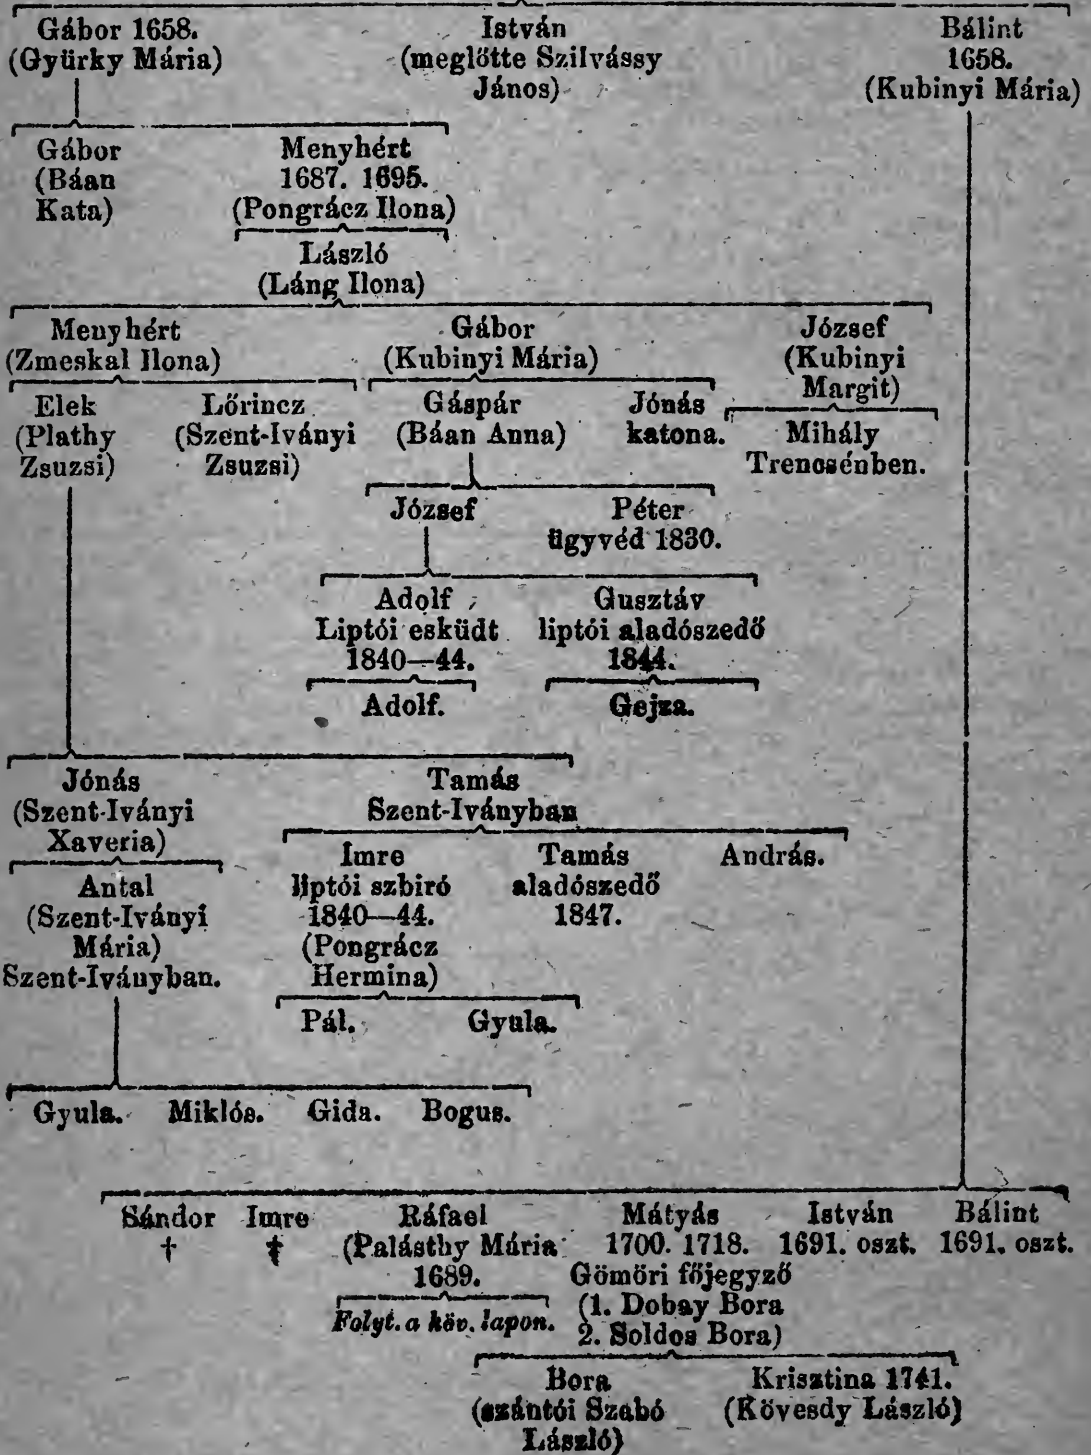 Gábor 1658. István Bálint
(Gyürky Mária) (meglötte Szilvássy 1658.
János) (Kubinyi Mária)
Gábor Menyhért
(Báan 1687. 1695.
Kata) (Pongrácz Ilona)
László
(Láng Ilona)
Menyhért Gábor József
(Zmeskal Ilona) (Kubinyi Mária) (Kubinyi
Margit)
Elek Lőrincz Gáspár Jónás
(Plathy (Szent-Iványi (Báan Anna) katona. Mihály
Zsuzsi) Zsuzsi) Trencsénben.
József Péter
ügyvéd 1830.
Adolf Gusztáv
Liptói esküdt liptói aladószedő
1840—44. 1844.
Adolf. Gejza.
Jónás Tamás
(Szent-Iványi Szent-Iványban
Xaveria)
Imre Tamás András.
Antal liptói szbiró aladószedő
(Szent-Iványi 1840—44. 1847.
Mária) (Pongrácz
Szent-Iványban. Hermina)
Pál. Gyula.
Gyula. Miklós. Gida. Bogus.
Sándor Imre Ráfael Mátyás István Bálint
† † (Palásthy Mária 1700. 1718. 1691. oszt. 1691. oszt.
1689. Gömöri főjegyző
Folyt. a köv. lapon. (1. Dobay Bora
2. Soldos Bora)
Bora Krisztina 1741.
(szántói Szabó (Kövesdy László)
László)